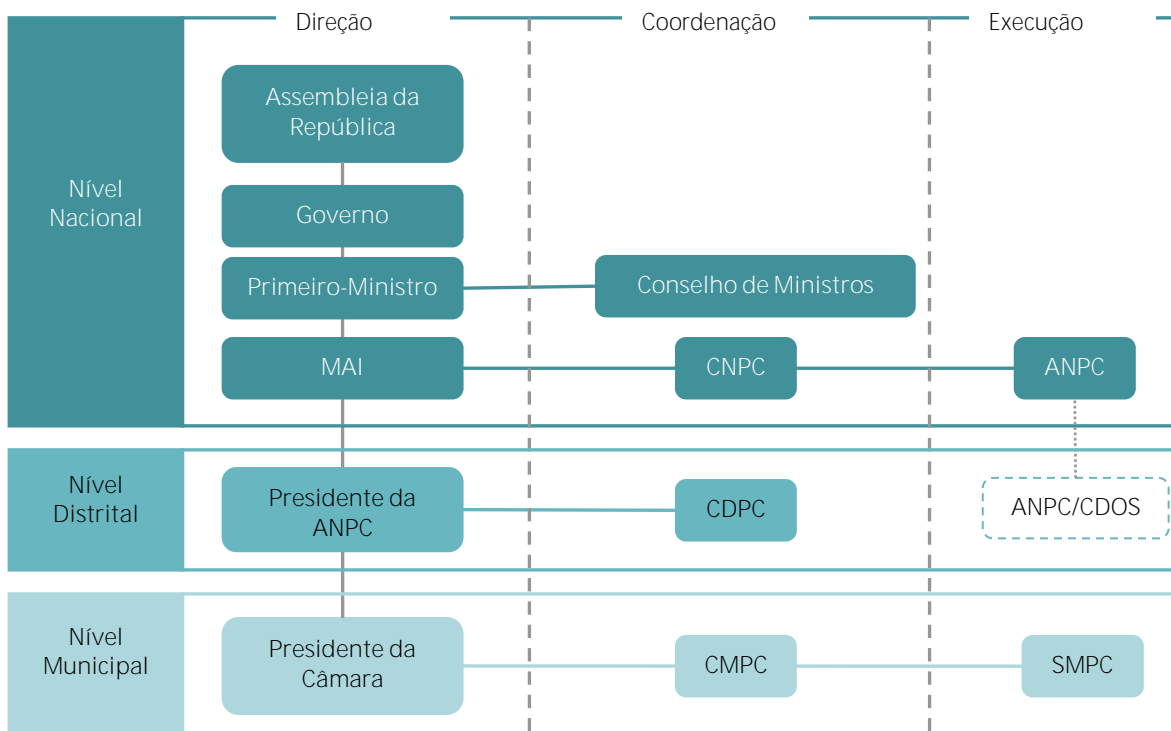 Direção
Coordenação
Execução
Nível
Nacional
Assembleia da
República
Governo
Primeiro-Ministro
Conselho de Ministros
MAI
CNPC
ANPC
Nível
Distrital
Presidente da
ANPC
CDPC
ANPC/CDOS
Nível
Municipal
Presidente da
Câmara
CMPC
SMPC